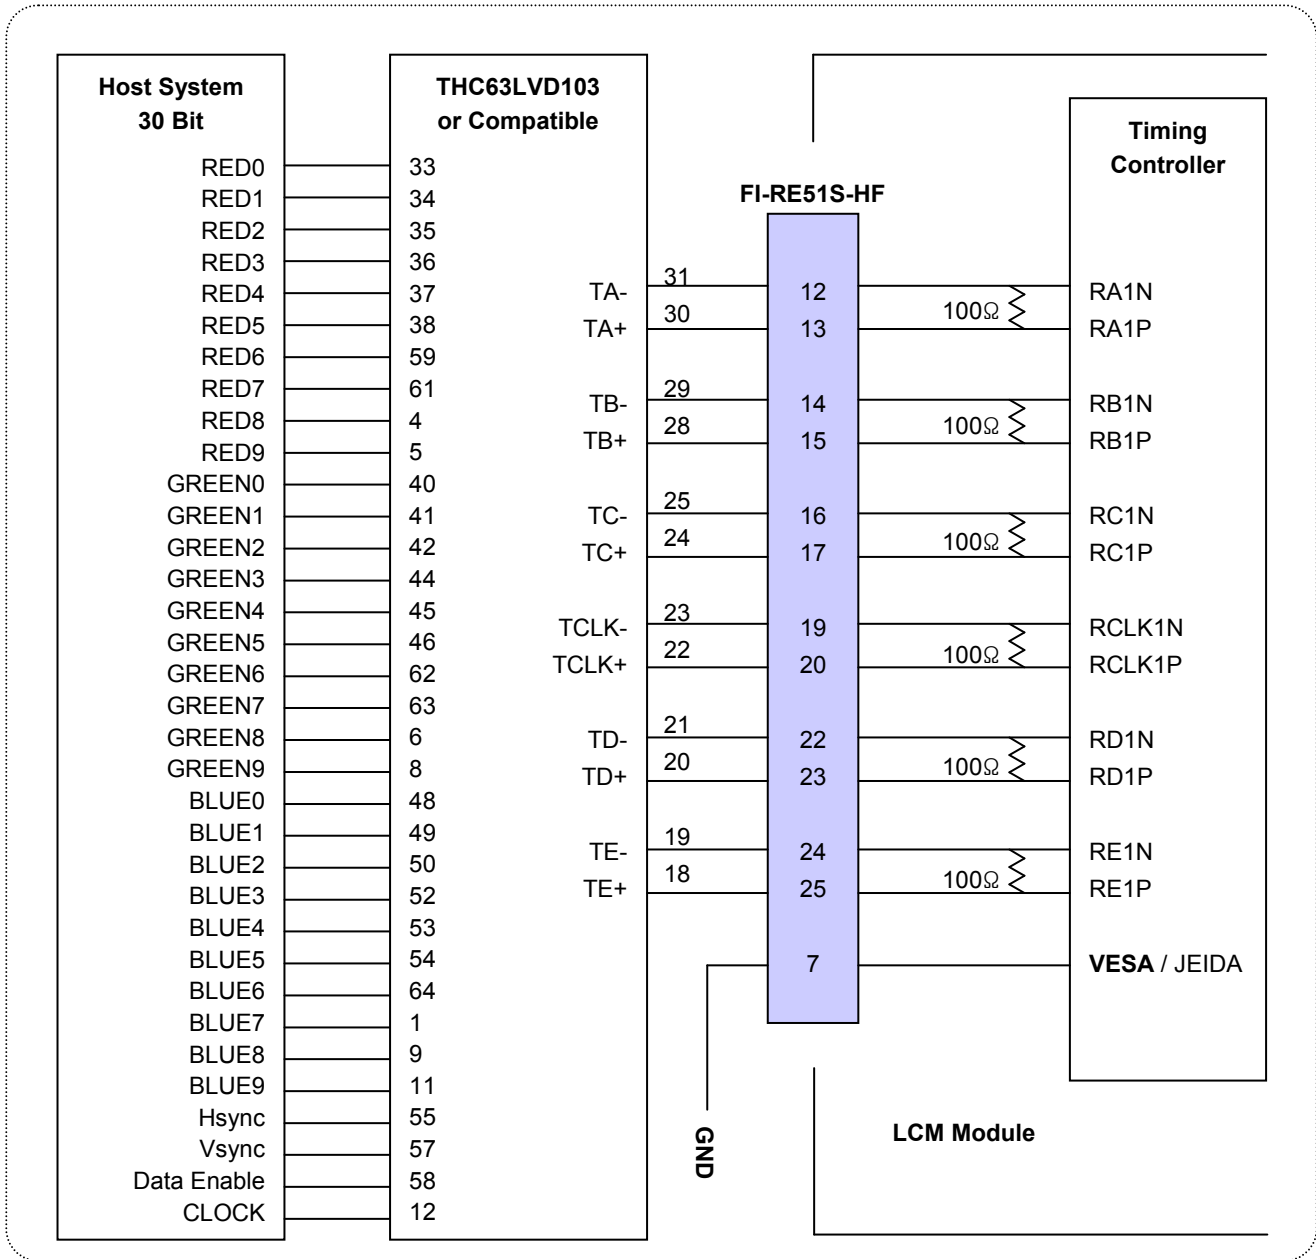 Host System
30 Bit
THC63LVD103
or Compatible
Timing
Controller
FI-RE51S-HF
RED0 33
RED1 34
RED2 35
RED3 36
RED4 37
RED5 38
RED6 59
RED7 61
RED8 4
RED9 5
GREEN0 40
GREEN1 41
GREEN2 42
GREEN3 44
GREEN4 45
GREEN5 46
GREEN6 62
GREEN7 63
GREEN8 6
GREEN9 8
BLUE0 48
BLUE1 49
BLUE2 50
BLUE3 52
BLUE4 53
BLUE5 54
BLUE6 64
BLUE7 1
BLUE8 9
BLUE9 11
Hsync 55
Vsync 57
Data Enable 58
CLOCK 12
TA- 31 12 RA1N
100Ω
TA+ 30 13 RA1P
TB- 29 14 RB1N
100Ω
TB+ 28 15 RB1P
TC- 25 16 RC1N
100Ω
TC+ 24 17 RC1P
TCLK- 23 19 RCLK1N
100Ω
TCLK+ 22 20 RCLK1P
TD- 21 22 RD1N
100Ω
TD+ 20 23 RD1P
TE- 19 24 RE1N
100Ω
TE+ 18 25 RE1P
7 VESA / JEIDA
GND
LCM Module